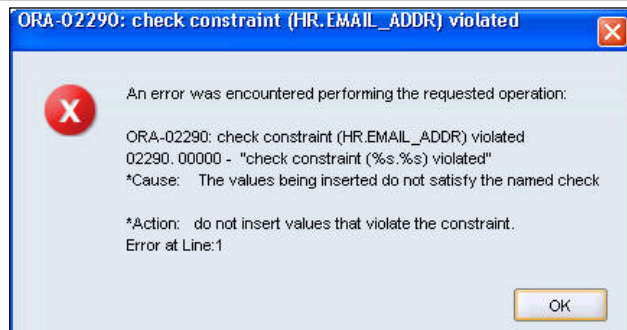 ORA-02290: check constraint (HR.EMAIL_ADDR) violated
An error was encountered performing the requested operation:
ORA-02290: check constraint (HR.EMAIL_ADDR) violated
02290. 00000 - "check constraint (%s.%s) violated"
*Cause: The values being inserted do not satisfy the named check
*Action: do not insert values that violate the constraint.
Error at Line:1
OK